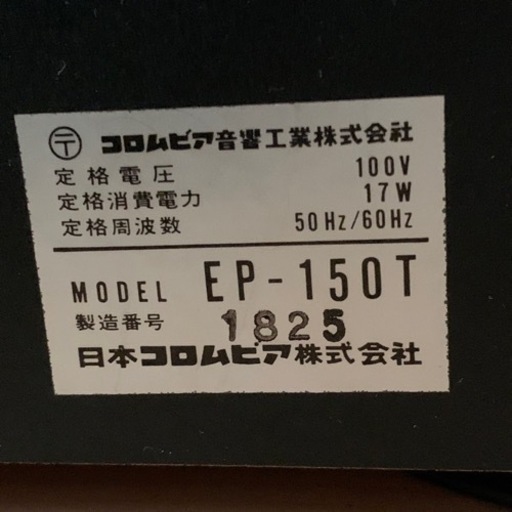 〒 コロムビア音響工業株式会社
定格電圧 100V
定格消費電力 17W
定格周波数 50Hz/60Hz
MODEL EP-150T
製造番号 1825
日本コロムビア株式会社